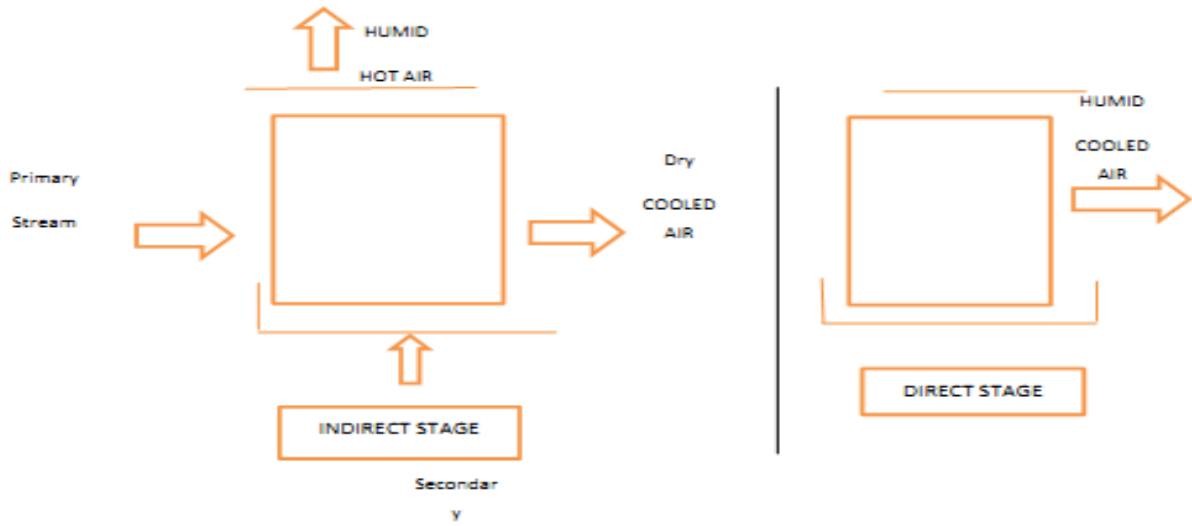 HUMID
HOT AIR
Primary
Stream
Dry
COOLED
AIR
INDIRECT STAGE
Secondar
y
HUMID
COOLED
AIR
DIRECT STAGE